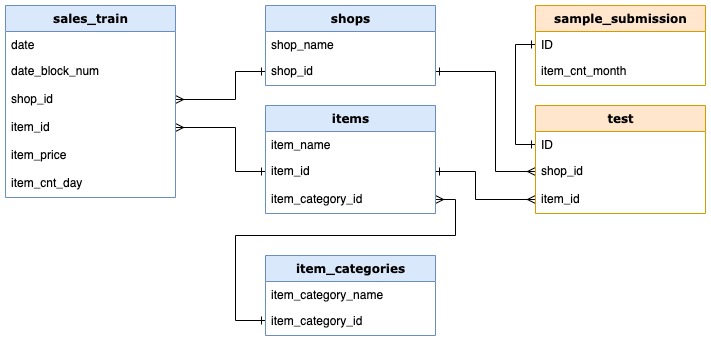 sales_train
date
date_block_num
shop_id
item_id
item_price
item_cnt_day
shops
shop_name
shop_id
items
item_name
item_id
item_category_id
item_categories
item_category_name
item_category_id
sample_submission
ID
item_cnt_month
test
ID
shop_id
item_id